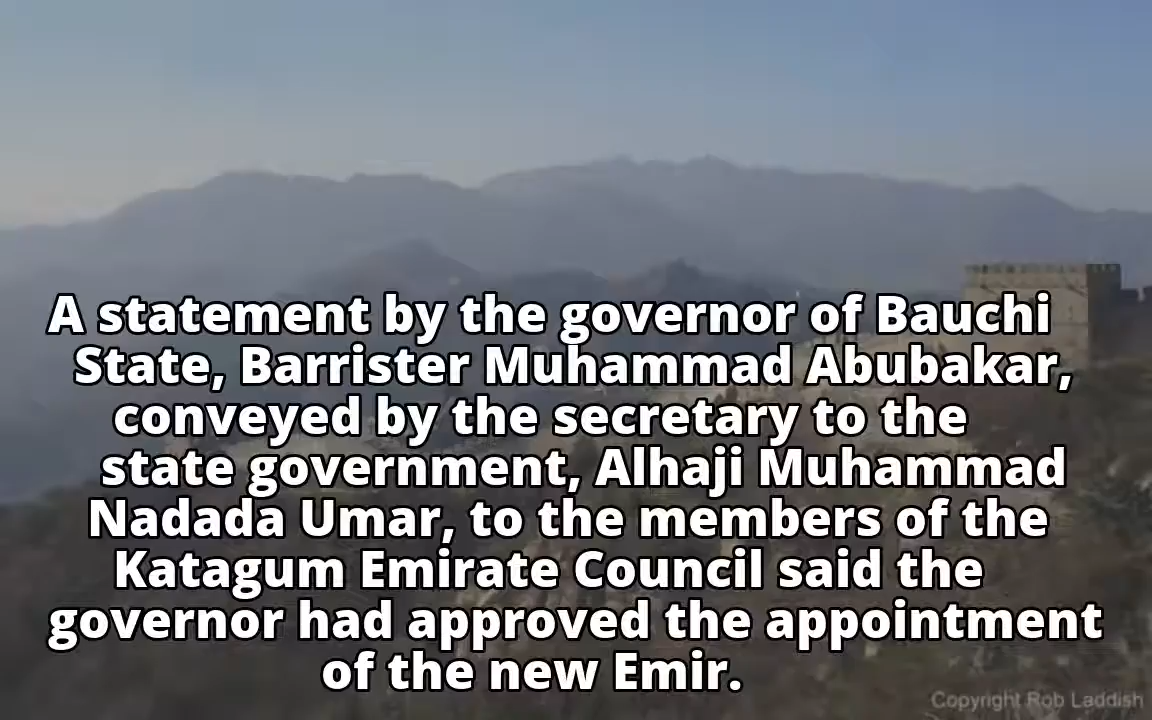 A statement by the governor of Bauchi
State, Barrister Muhammad Abubakar,
conveyed by the secretary to the
state government, Alhaji Muhammad
Nadada Umar, to the members of the
Katagum Emirate Council said the
governor had approved the appointment
of the new Emir.
Copyright Rob Laddish